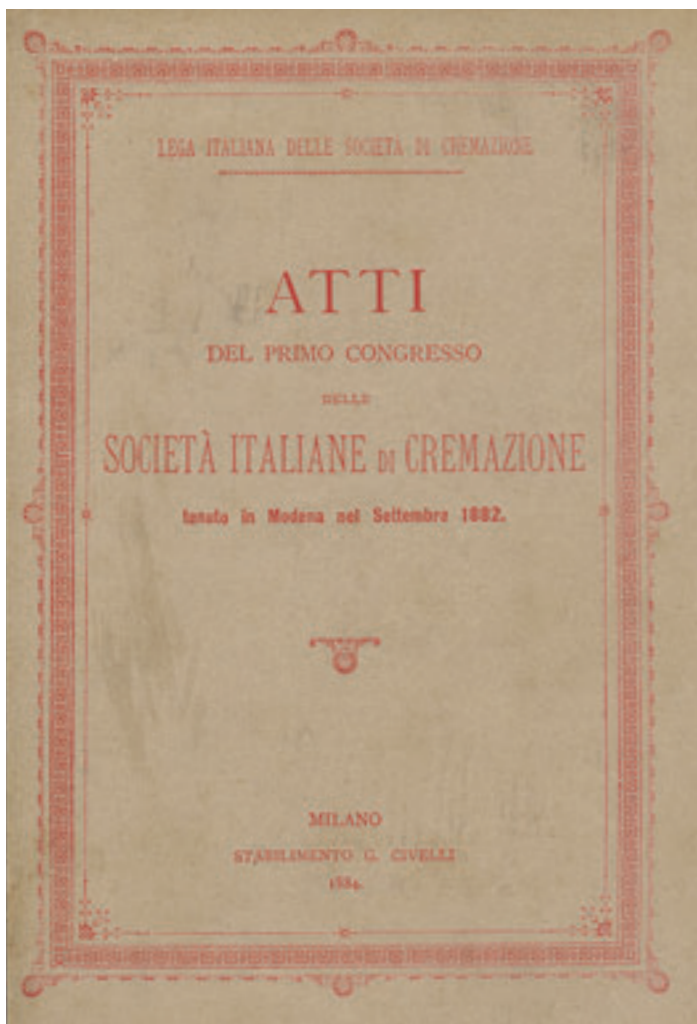 LEGA ITALIANA DELLE SOCIETÀ DI CREMAZIONE
ATTI
DEL PRIMO CONGRESSO
DELLE
SOCIETÀ ITALIANE DI CREMAZIONE
tenuto in Modena nel Settembre 1882.
MILANO
STABILIMENTO G. CIVELLI
1884.